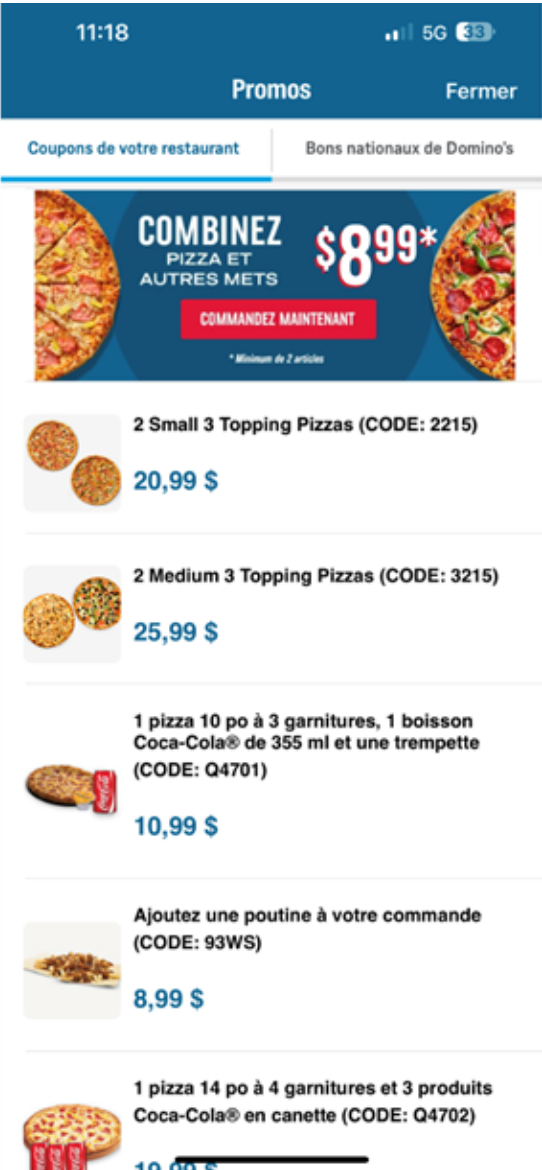 11:18
5G 33
Promos
Fermer
Coupons de votre restaurant
Bons nationaux de Domino's
COMBINEZ
PIZZA ET
AUTRES METS
$899*
COMMANDEZ MAINTENANT
* Minimum de 2 articles
2 Small 3 Topping Pizzas (CODE: 2215)
20,99 $
2 Medium 3 Topping Pizzas (CODE: 3215)
25,99 $
1 pizza 10 po à 3 garnitures, 1 boisson
Coca-Cola® de 355 ml et une trempette
(CODE: Q4701)
10,99 $
Ajoutez une poutine à votre commande
(CODE: 93WS)
8,99 $
1 pizza 14 po à 4 garnitures et 3 produits
Coca-Cola® en canette (CODE: Q4702)